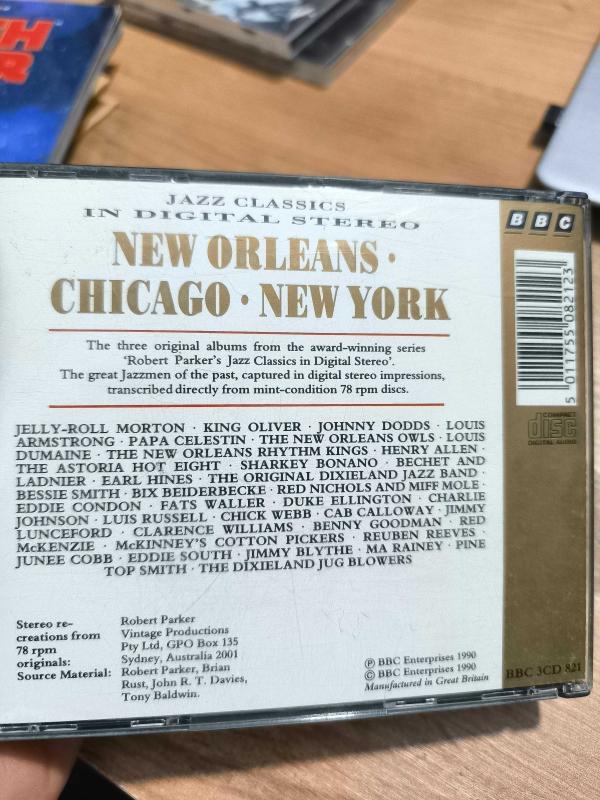 JAZZ CLASSICS
IN DIGITAL STEREO
NEW ORLEANS ·
CHICAGO · NEW YORK
The three original albums from the award-winning series
'Robert Parker's Jazz Classics in Digital Stereo'.
The great Jazzmen of the past, captured in digital stereo impressions,
transcribed directly from mint-condition 78 rpm discs.
JELLY-ROLL MORTON · KING OLIVER · JOHNNY DODDS · LOUIS
ARMSTRONG · PAPA CELESTIN · THE NEW ORLEANS OWLS · LOUIS
DUMAINE · THE NEW ORLEANS RHYTHM KINGS · HENRY ALLEN ·
THE ASTORIA HOT EIGHT · SHARKEY BONANO · BECHET AND
LADNIER · EARL HINES · THE ORIGINAL DIXIELAND JAZZ BAND ·
BESSIE SMITH · BIX BEIDERBECKE · RED NICHOLS AND MIFF MOLE ·
EDDIE CONDON · FATS WALLER · DUKE ELLINGTON · CHARLIE
JOHNSON · LUIS RUSSELL · CHICK WEBB · CAB CALLOWAY · JIMMY
LUNCEFORD · CLARENCE WILLIAMS · BENNY GOODMAN · RED
McKENZIE · McKINNEY'S COTTON PICKERS · REUBEN REEVES ·
JUNEE COBB · EDDIE SOUTH · JIMMY BLYTHE · MA RAINEY · PINE
TOP SMITH · THE DIXIELAND JUG BLOWERS
Stereo re-
creations from
78 rpm
originals:
Robert Parker
Vintage Productions
Pty Ltd, GPO Box 135
Sydney, Australia 2001
Source Material: Robert Parker, Brian
Rust, John R. T. Davies,
Tony Baldwin.
℗ BBC Enterprises 1990
© BBC Enterprises 1990
Manufactured in Great Britain
BBC
5 011755 082123
COMPACT
disc
DIGITAL AUDIO
BBC 3CD 821